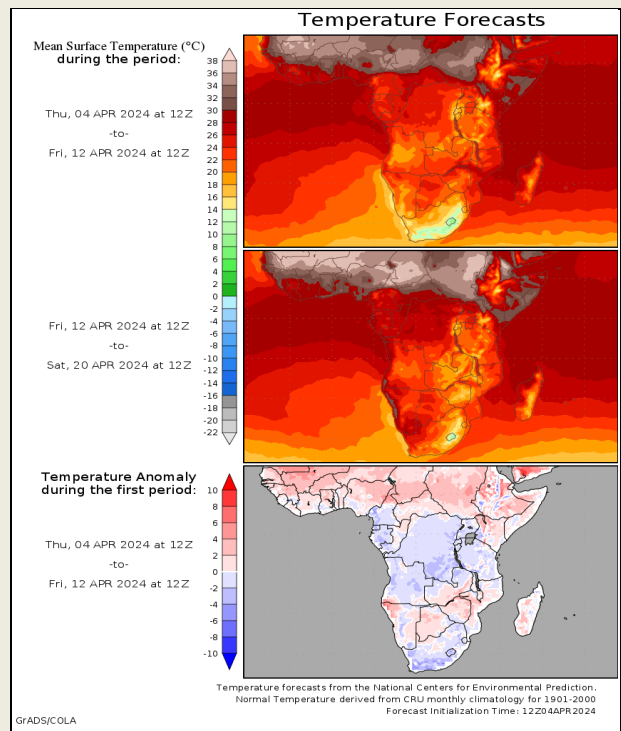 Temperature Forecasts
Mean Surface Temperature (°C)
during the period:
Thu, 04 APR 2024 at 12Z
-to-
Fri, 12 APR 2024 at 12Z
38
36
34
32
30
28
26
24
22
20
18
16
14
12
10
8
6
4
2
0
-2
-4
-6
-8
-10
-12
-14
-16
-18
-20
-22
Fri, 12 APR 2024 at 12Z
-to-
Sat, 20 APR 2024 at 12Z
Temperature Anomaly
during the first period:
Thu, 04 APR 2024 at 12Z
-to-
Fri, 12 APR 2024 at 12Z
10
8
6
4
2
0
-2
-4
-6
-8
-10
Temperature forecasts from the National Centers for Environmental Prediction.
Normal Temperature derived from CRU monthly climatology for 1901-2000
Forecast Initialization Time: 12Z04APR2024
GrADS/COLA